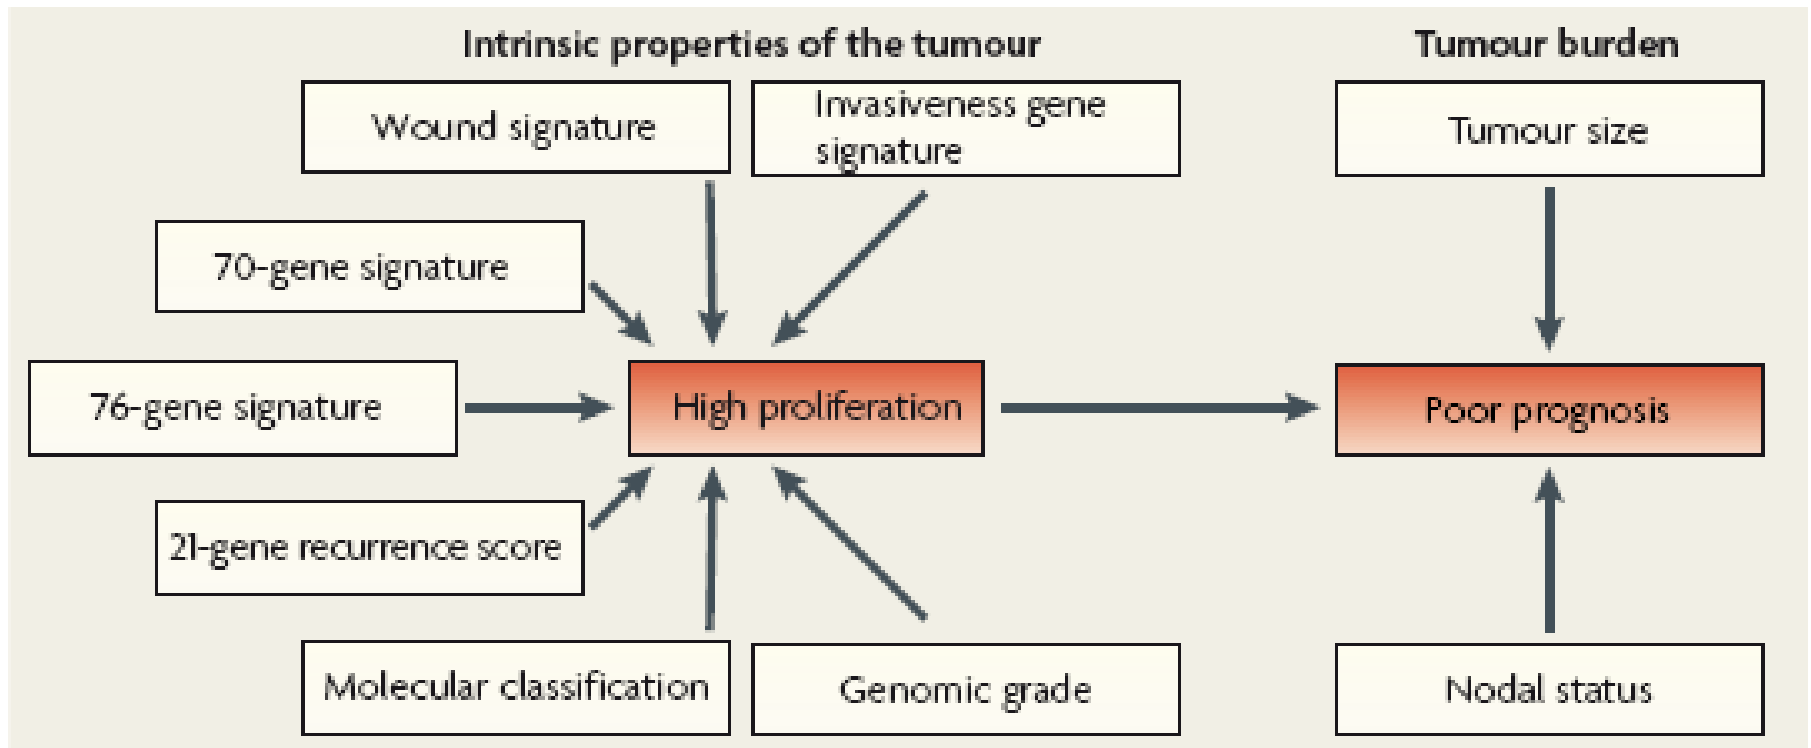 Intrinsic properties of the tumour
Tumour burden
Wound signature
Invasiveness gene
signature
Tumour size
70-gene signature
76-gene signature
High proliferation
Poor prognosis
21-gene recurrence score
Molecular classification
Genomic grade
Nodal status